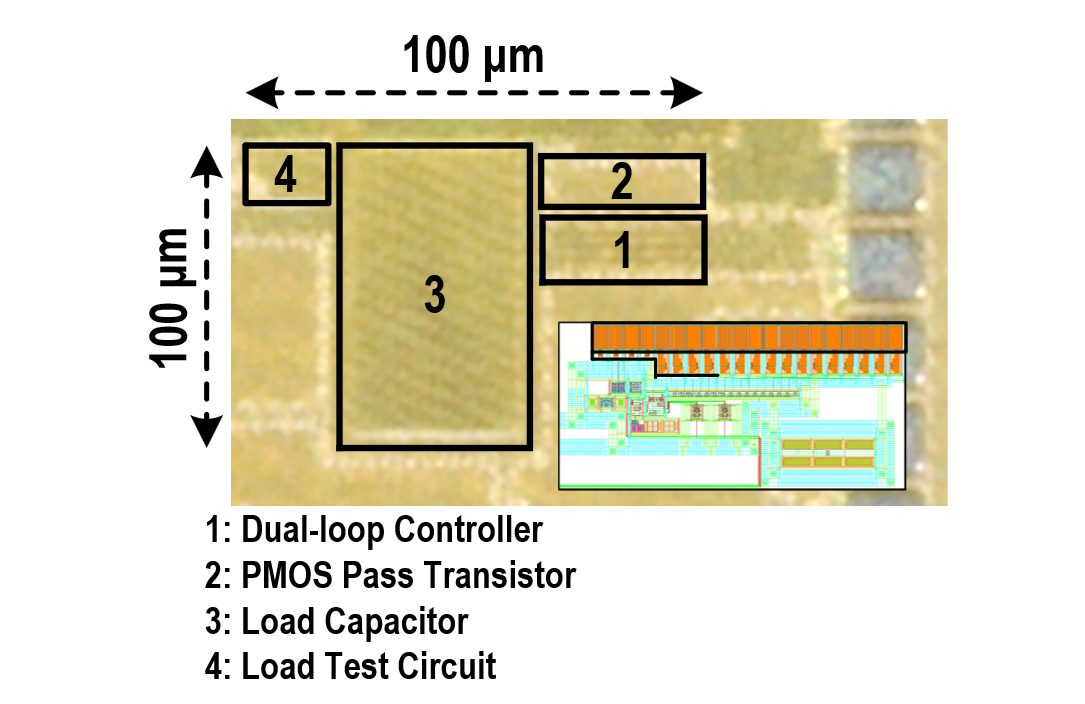 100 µm
100 µm
4
2
1
3
1: Dual-loop Controller
2: PMOS Pass Transistor
3: Load Capacitor
4: Load Test Circuit